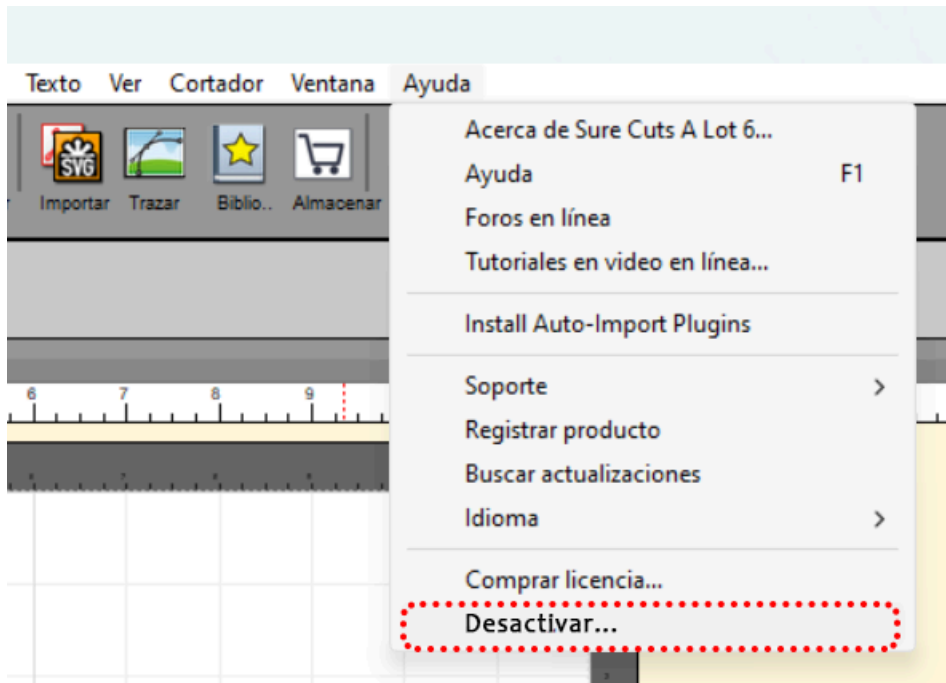 Texto Ver Cortador Ventana Ayuda
SVG
Importar Trazar Biblio.. Almacenar
Acerca de Sure Cuts A Lot 6...
Ayuda F1
Foros en línea
Tutoriales en video en línea...
Install Auto-Import Plugins
Soporte
Registrar producto
Buscar actualizaciones
Idioma
Comprar licencia...
Desactivar...
6 7 8 9